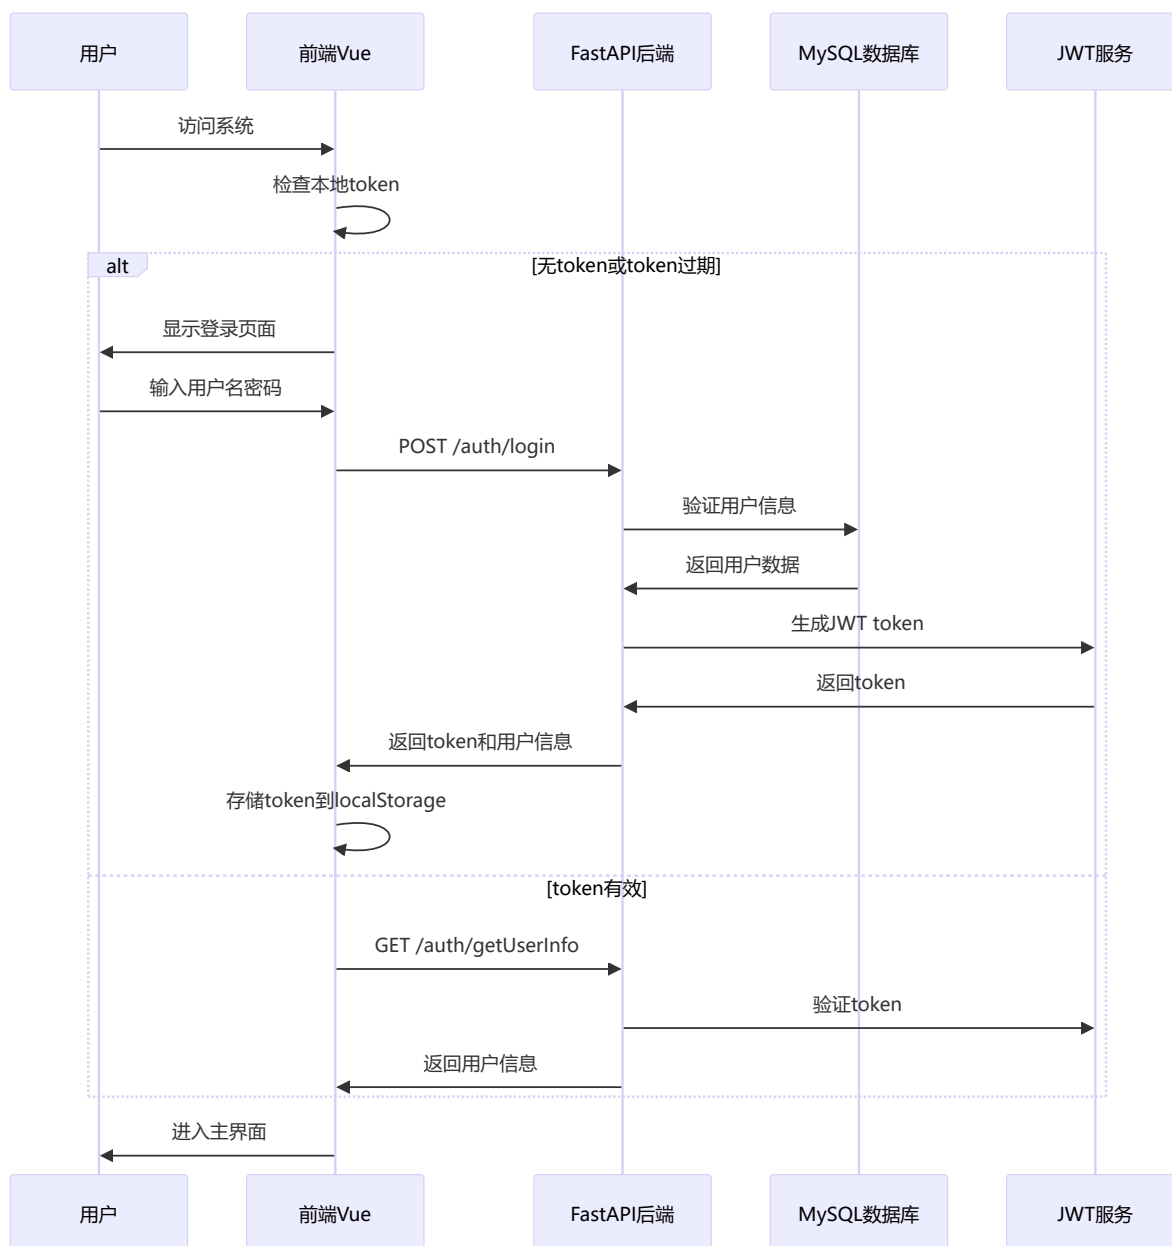 用户
前端Vue
FastAPI后端
MySQL数据库
JWT服务
访问系统
检查本地token
alt
[无token或token过期]
显示登录页面
输入用户名密码
POST /auth/login
验证用户信息
返回用户数据
生成JWT token
返回token
返回token和用户信息
存储token到localStorage
[token有效]
GET /auth/getUserInfo
验证token
返回用户信息
进入主界面
用户
前端Vue
FastAPI后端
MySQL数据库
JWT服务